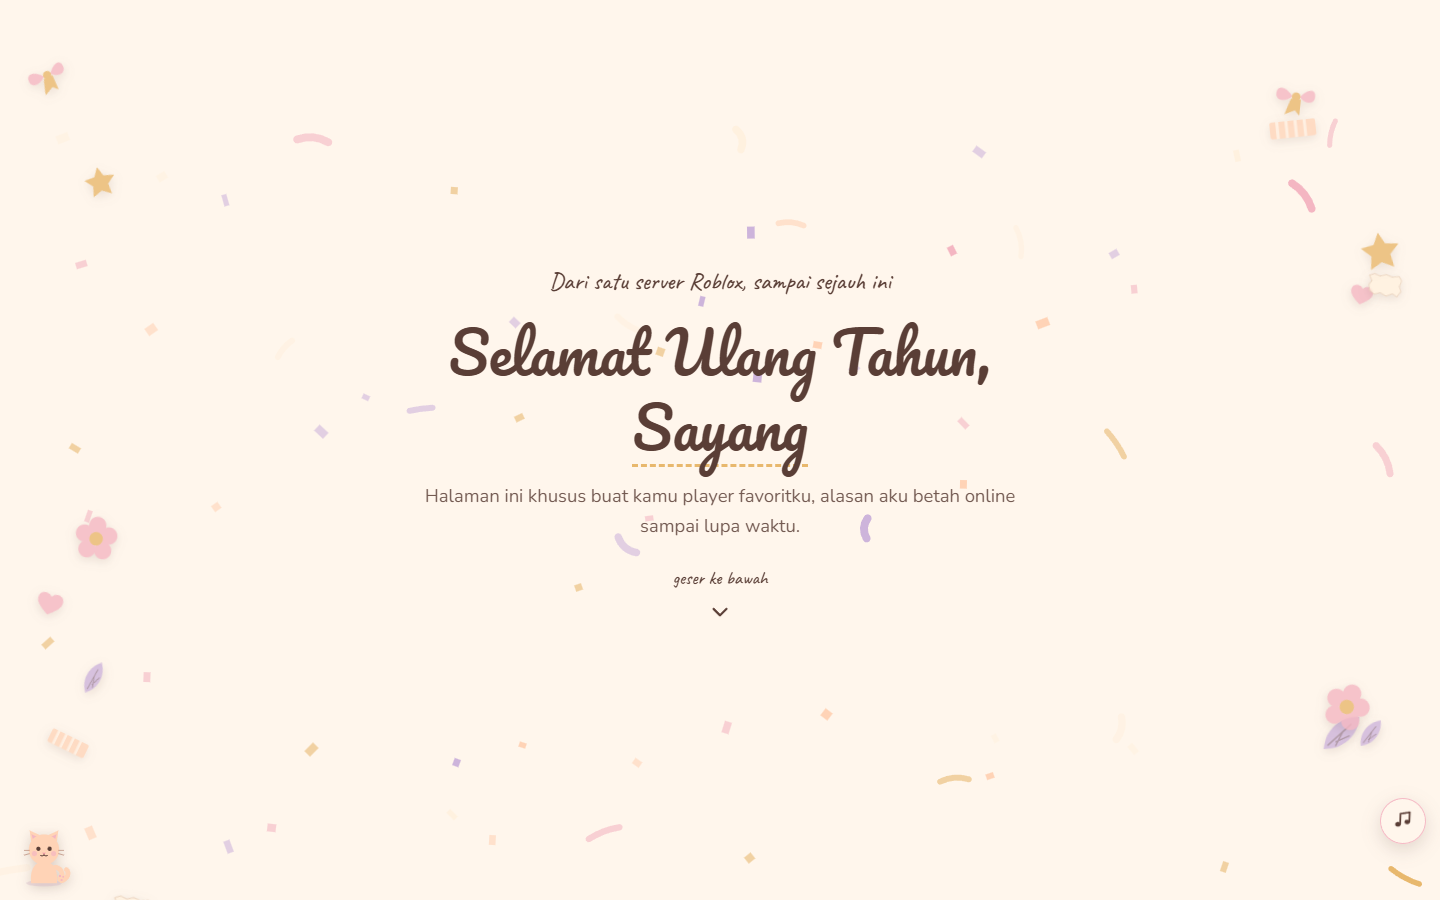 Dari satu server Roblox, sampai sejauh ini
Selamat Ulang Tahun,
Sayang
Halaman ini khusus buat kamu player favoritku, alasan aku betah online
sampai lupa waktu.
geser ke bawah